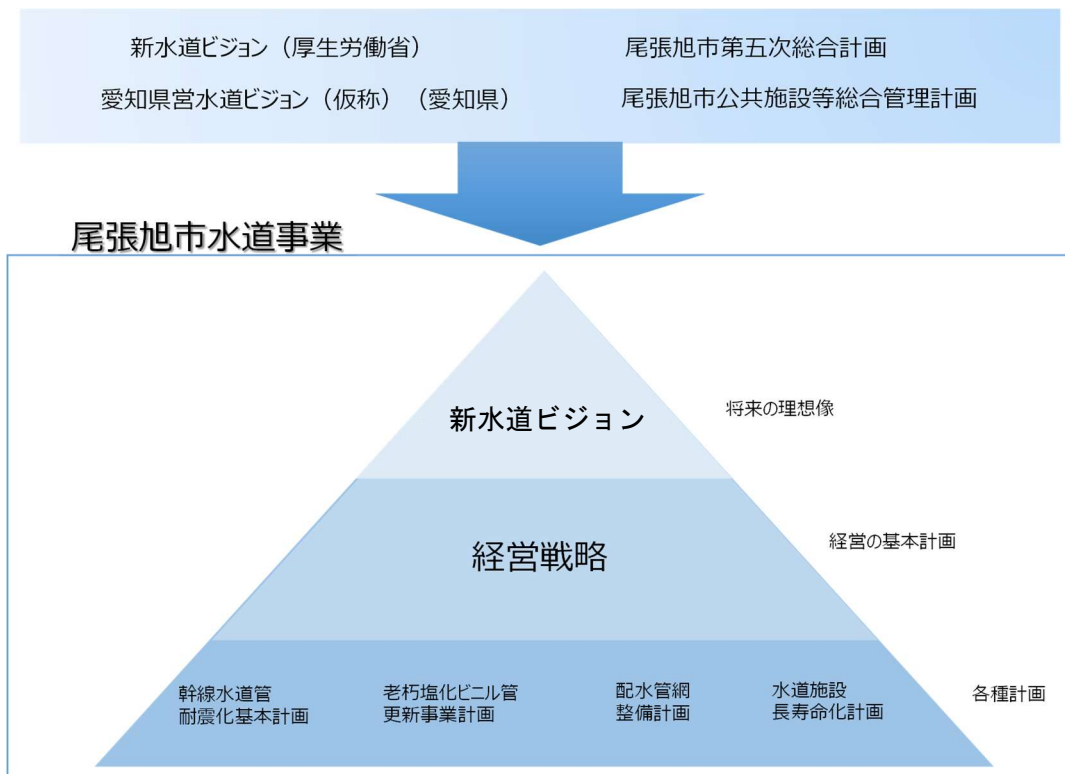 新水道ビジョン（厚生労働省）
尾張旭市第五次総合計画
愛知県営水道ビジョン（仮称）（愛知県）
尾張旭市公共施設等総合管理計画
尾張旭市水道事業
新水道ビジョン
将来の理想像
経営戦略
経営の基本計画
幹線水道管
耐震化基本計画
老朽塩化ビニル管
更新事業計画
配水管網
整備計画
水道施設
長寿命化計画
各種計画